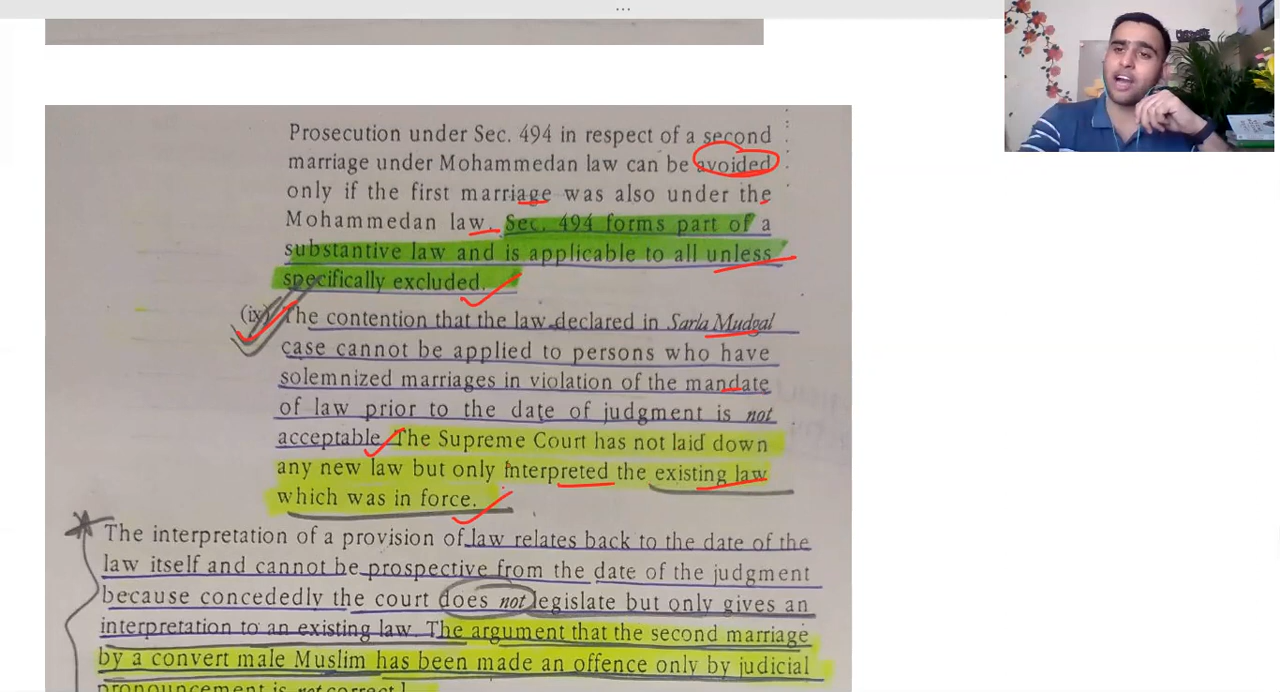 ...
Prosecution under Sec. 494 in respect of a second
marriage under Mohammedan law can be avoided
only if the first marriage was also under the
Mohammedan law. Sec. 494 forms part of a
substantive law and is applicable to all unless
specifically excluded.
(ix) The contention that the law declared in Sarla Mudgal
case cannot be applied to persons who have
solemnized marriages in violation of the mandate
of law prior to the date of judgment is not
acceptable. The Supreme Court has not laid down
any new law but only interpreted the existing law
which was in force.
The interpretation of a provision of law relates back to the date of the
law itself and cannot be prospective from the date of the judgment
because concededly the court does not legislate but only gives an
interpretation to an existing law. The argument that the second marriage
by a convert male Muslim has been made an offence only by judicial
pronouncement is not correct]